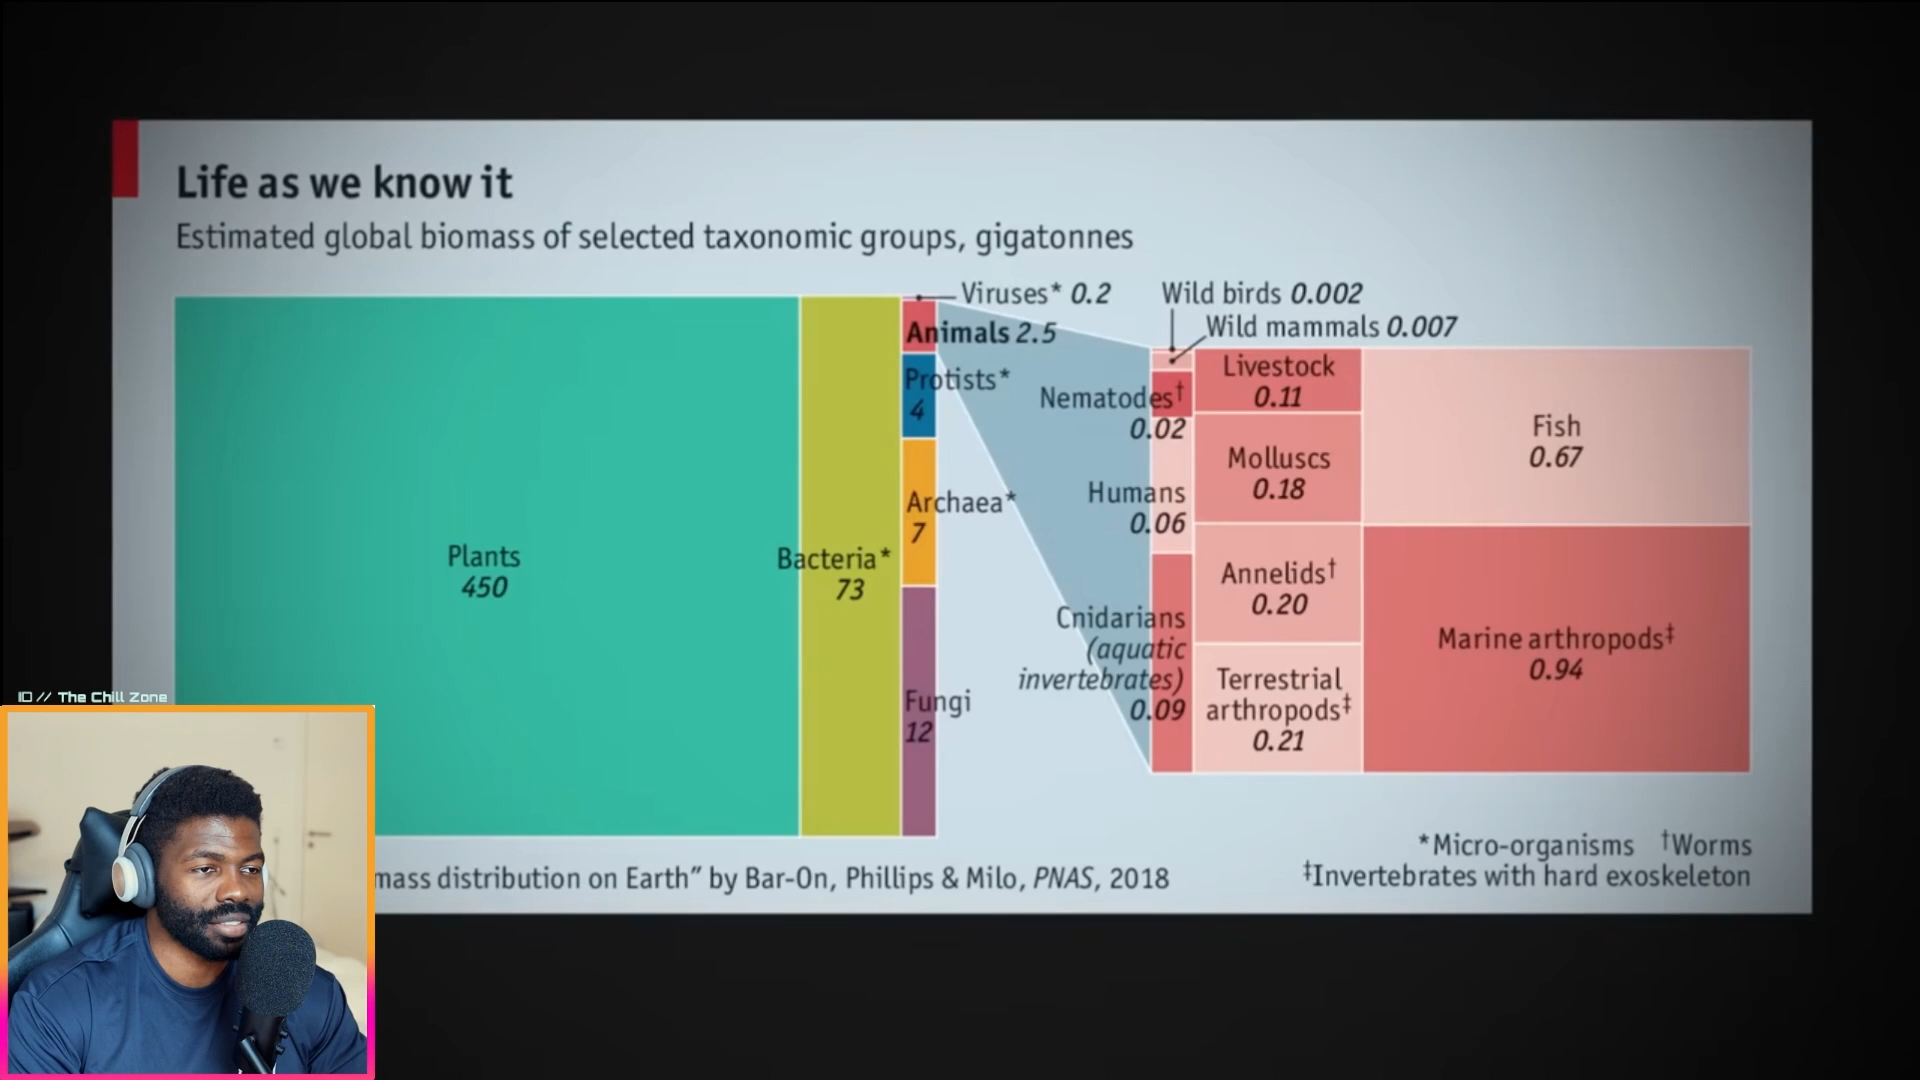 Life as we know it
Estimated global biomass of selected taxonomic groups, gigatonnes
Viruses* 0.2
Wild birds 0.002
Wild mammals 0.007
Animals 2.5
Protists*
4
Archaea*
7
Fungi
12
Plants
450
Bacteria*
73
Nematodes†
0.02
Humans
0.06
Cnidarians
(aquatic
invertebrates)
0.09
Livestock
0.11
Molluscs
0.18
Annelids†
0.20
Terrestrial
arthropods‡
0.21
Fish
0.67
Marine arthropods‡
0.94
*Micro-organisms †Worms
‡Invertebrates with hard exoskeleton
mass distribution on Earth” by Bar-On, Phillips & Milo, PNAS, 2018
// The Chill Zone